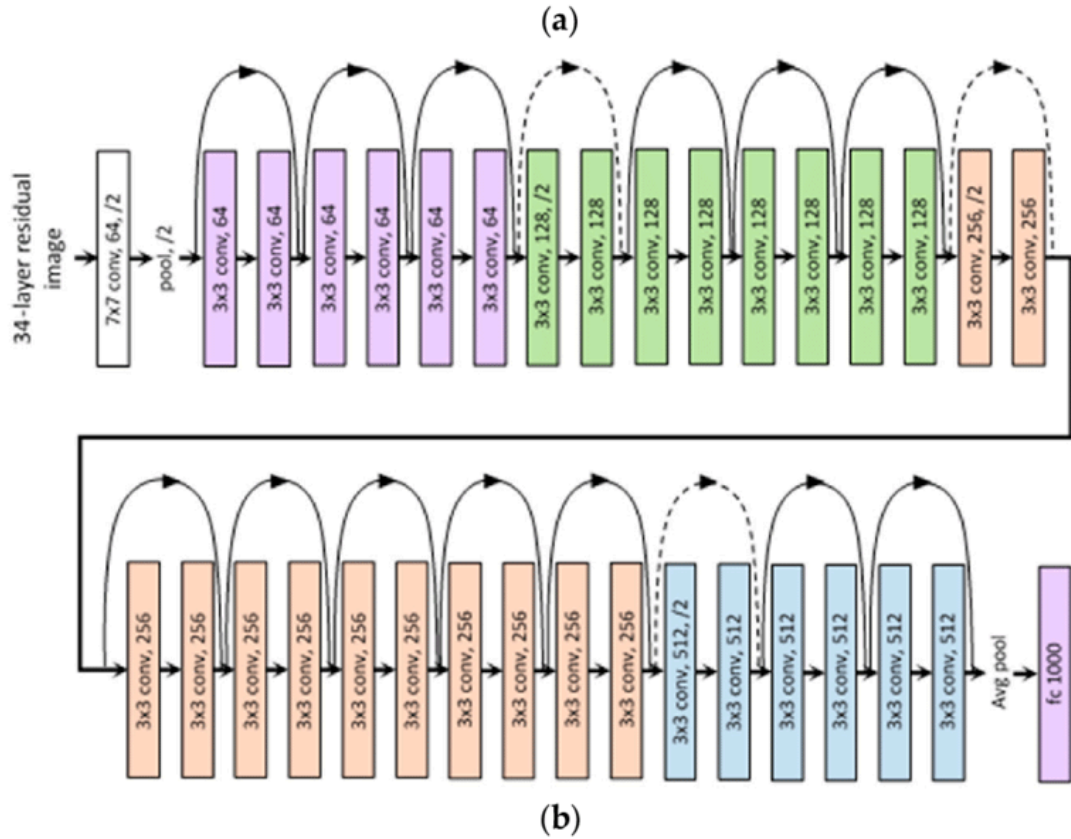 (a)
34-layer residual
image
7x7 conv, 64, /2
pool, /2
3x3 conv, 64
3x3 conv, 64
3x3 conv, 64
3x3 conv, 64
3x3 conv, 64
3x3 conv, 64
3x3 conv, 128, /2
3x3 conv, 128
3x3 conv, 128
3x3 conv, 128
3x3 conv, 128
3x3 conv, 128
3x3 conv, 128
3x3 conv, 128
3x3 conv, 256, /2
3x3 conv, 256
3x3 conv, 256
3x3 conv, 256
3x3 conv, 256
3x3 conv, 256
3x3 conv, 256
3x3 conv, 256
3x3 conv, 256
3x3 conv, 256
3x3 conv, 256
3x3 conv, 256
3x3 conv, 512, /2
3x3 conv, 512
3x3 conv, 512
3x3 conv, 512
3x3 conv, 512
3x3 conv, 512
Avg pool
fc 1000
(b)